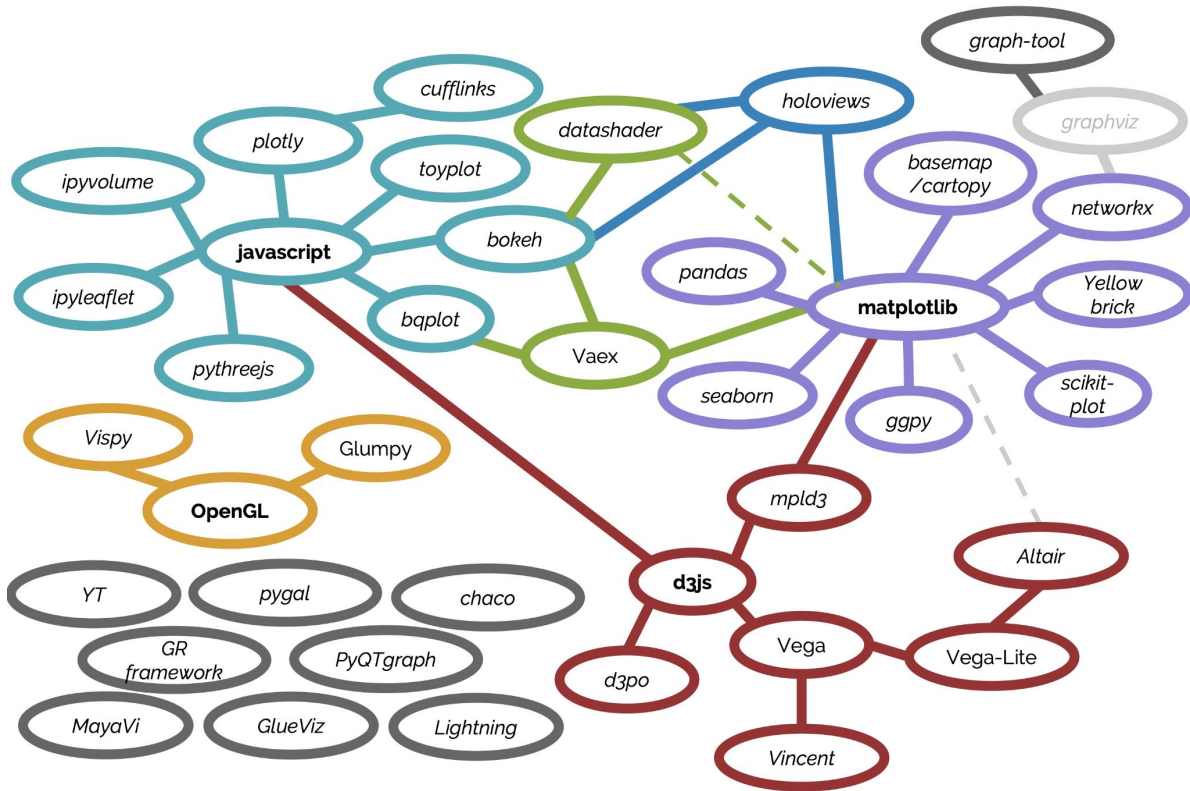 graph-tool
cufflinks
holoviews
graphviz
datashader
plotly
basemap
/cartopy
toyplot
ipyvolume
networkx
javascript
bokeh
pandas
Yellow
brick
ipyleaflet
matplotlib
bqplot
Vaex
pythreejs
seaborn
scikit-
plot
ggpy
Vispy
Glumpy
OpenGL
mpld3
Altair
d3js
YT
pygal
chaco
Vega
Vega-Lite
GR
framework
PyQTgraph
d3po
MayaVi
GlueViz
Lightning
Vincent